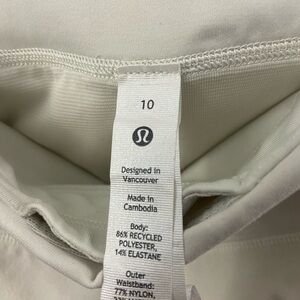 10
Designed in
Vancouver
Made in
Cambodia
Body:
86% RECYCLED
POLYESTER,
14% ELASTANE
Outer
Waistband:
77% NYLON,